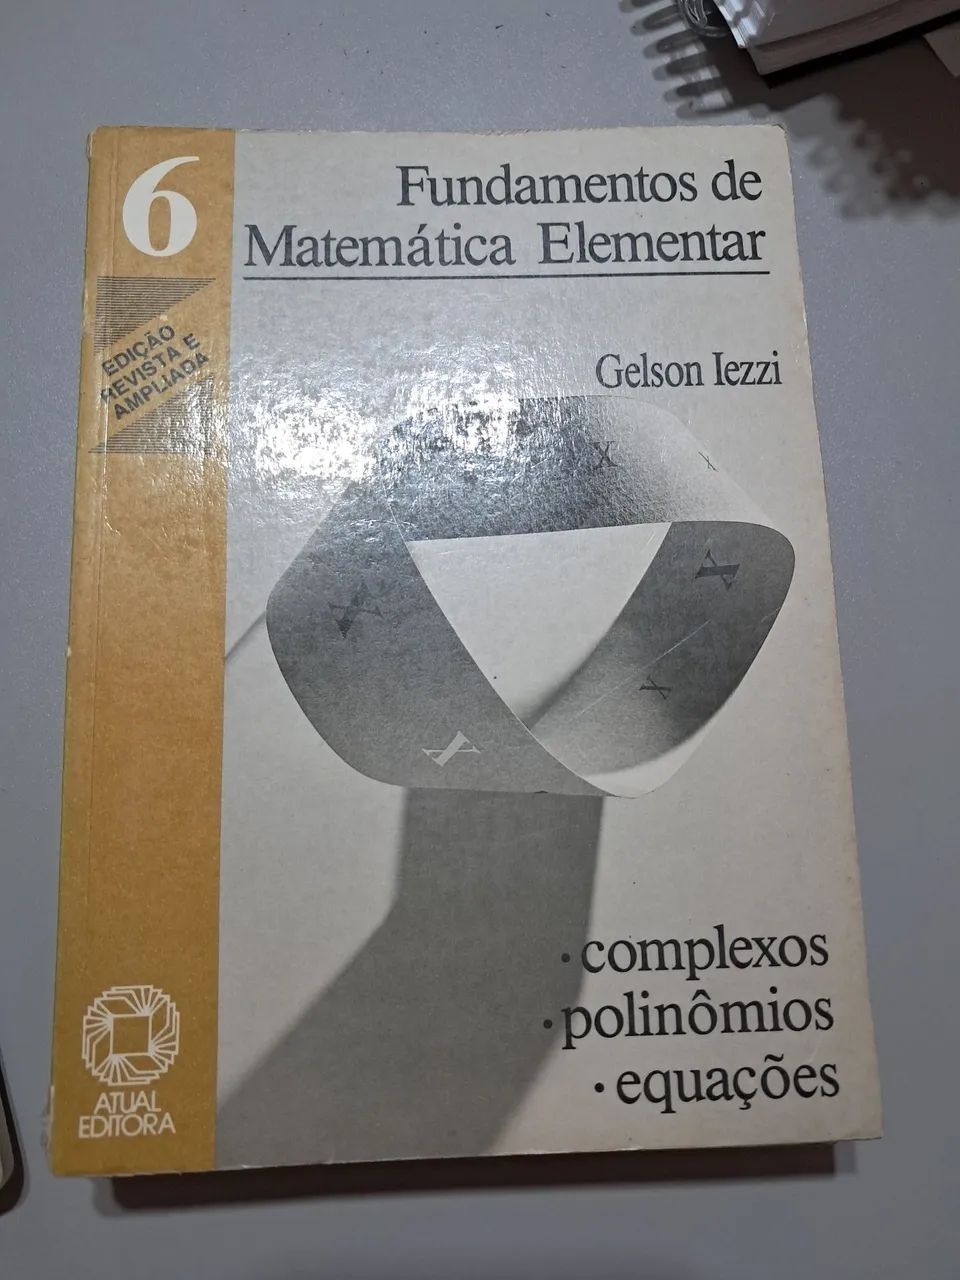 6
Fundamentos de
Matemática Elementar
EDIÇÃO
REVISTA E
AMPLIADA
Gelson Iezzi
X
X
X
X
X
X
· complexos
· polinômios
· equações
ATUAL
EDITORA